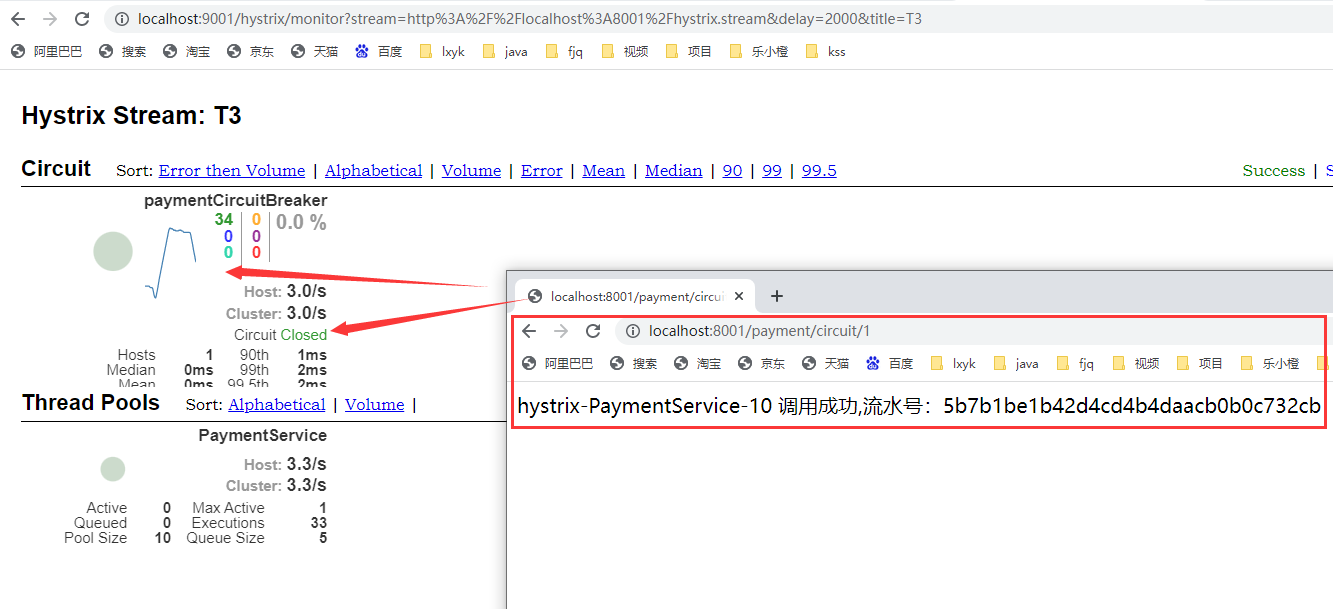 localhost:9001/hystrix/monitor?stream=http%3A%2F%2Flocalhost%3A8001%2Fhystrix.stream&delay=2000&title=T3
阿里巴巴 搜索 淘宝 京东 天猫 百度 lxyk java fjq 视频 项目 乐小橙 kss
Hystrix Stream: T3
Circuit Sort: Error then Volume | Alphabetical | Volume | Error | Mean | Median | 90 | 99 | 99.5 Success | S
paymentCircuitBreaker
34 0 0.0 %
0 0
0 0
Host: 3.0/s
Cluster: 3.0/s
Circuit Closed
Hosts 1 90th 1ms
Median 0ms 99th 2ms
Mean 0ms 99.5th 2ms
Thread Pools Sort: Alphabetical | Volume |
PaymentService
Host: 3.3/s
Cluster: 3.3/s
Active 0 Max Active 1
Queued 0 Executions 33
Pool Size 10 Queue Size 5
localhost:8001/payment/circui
localhost:8001/payment/circuit/1
阿里巴巴 搜索 淘宝 京东 天猫 百度 lxyk java fjq 视频 项目 乐小橙
hystrix-PaymentService-10 调用成功,流水号：5b7b1be1b42d4cd4b4daacb0b0c732cb